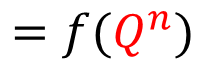 = f(Qⁿ)